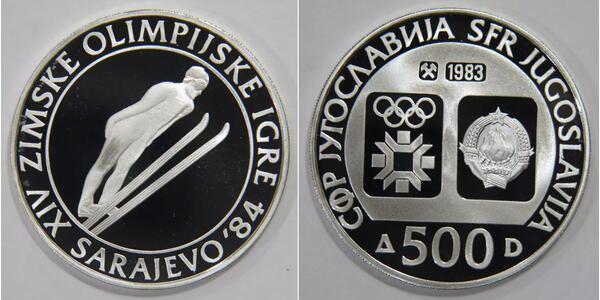 XIV ZIMSKE OLIMPIJSKE IGRE
SARAJEVO '84
СФР ЈУГОСЛАВИЈА SFR JUGOSLAVIJA
1983
Д 500 D